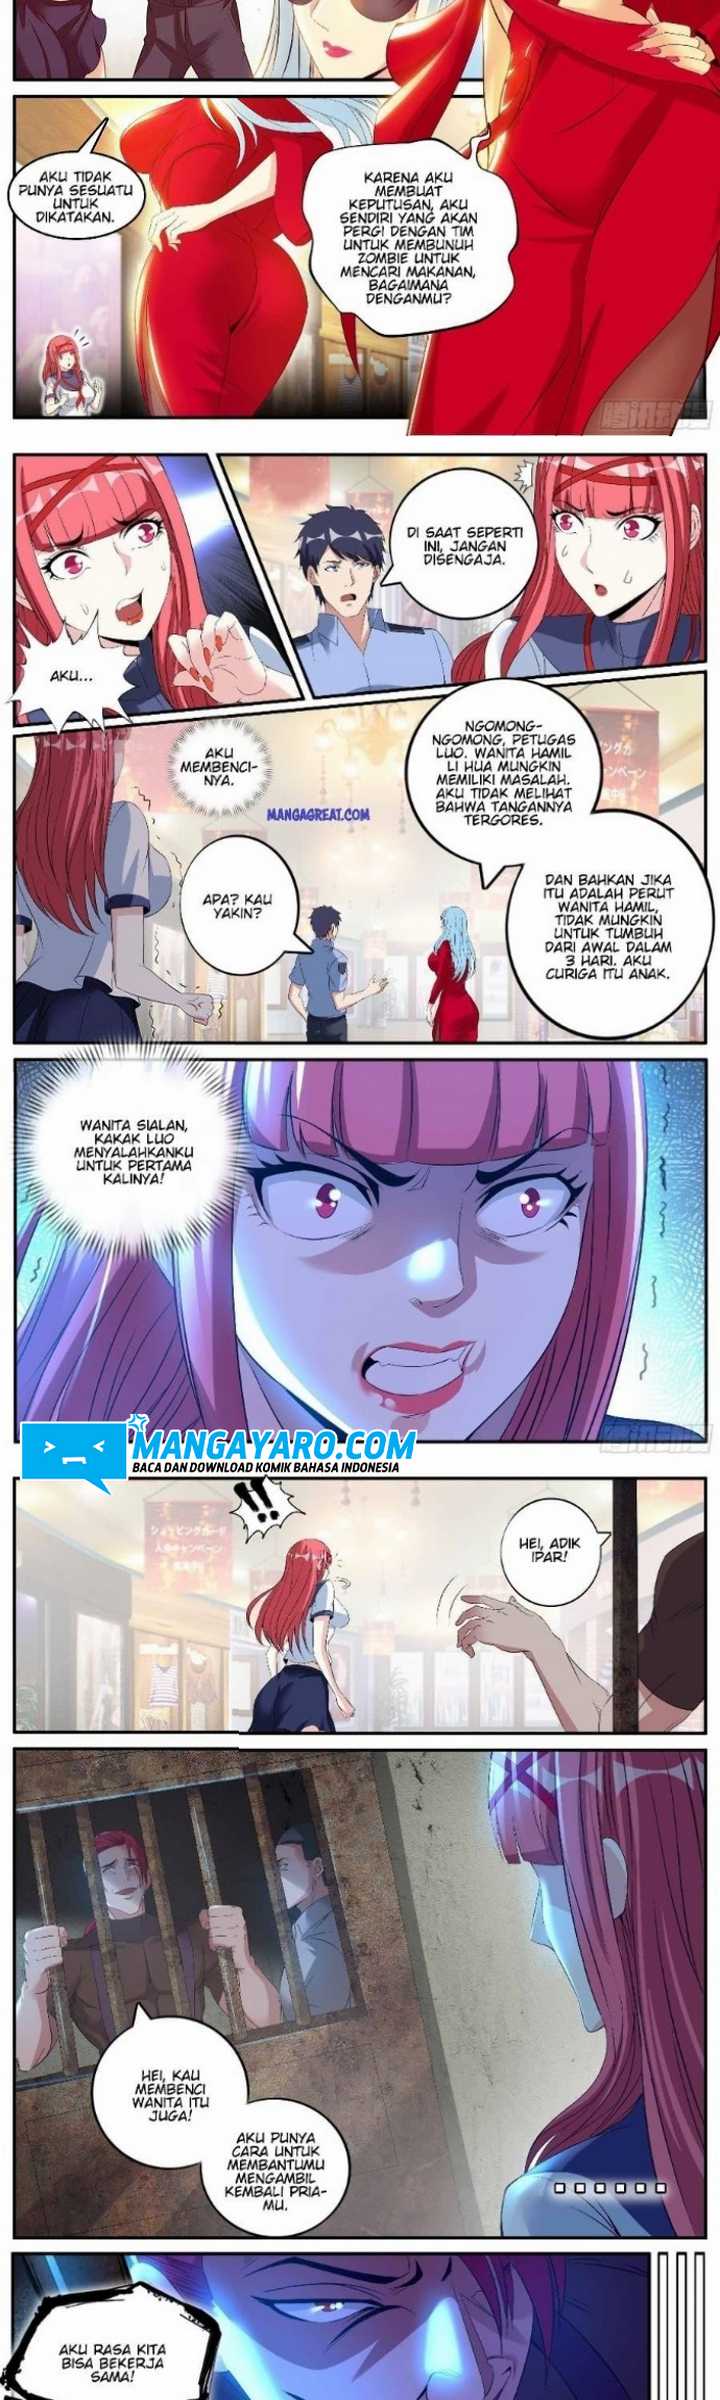 AKU TIDAK
PUNYA SESUATU
UNTUK
DIKATAKAN.
KARENA AKU
MEMBUAT
KEPUTUSAN, AKU
SENDIRI YANG AKAN
PERGI DENGAN TIM
UNTUK MEMBUNUH
ZOMBIE UNTUK
MENCARI MAKANAN,
BAGAIMANA
DENGANMU?
AKU...
DI SAAT SEPERTI
INI, JANGAN
DISENGAJA.
AKU
MEMBENCI-
NYA.
MANGAGREAT.COM
NGOMONG-
NGOMONG, PETUGAS
LUO. WANITA HAMIL
LI HUA MUNGKIN
MEMILIKI MASALAH.
AKU TIDAK MELIHAT
BAHWA TANGANNYA
TERGORES.
APA? KAU
YAKIN?
DAN BAHKAN JIKA
ITU ADALAH PERUT
WANITA HAMIL,
TIDAK MUNGKIN
UNTUK TUMBUH
DARI AWAL DALAM
3 HARI. AKU
CURIGA ITU ANAK.
WANITA SIALAN,
KAKAK LUO
MENYALAHKANKU
UNTUK PERTAMA
KALINYA!
MANGAYARO.COM
BACA DAN DOWNLOAD KOMIK BAHASA INDONESIA
!!
HEI, ADIK
IPAR!
HEI, KAU
MEMBENCI
WANITA ITU
JUGA!
AKU PUNYA
CARA UNTUK
MEMBANTUMU
MENGAMBIL
KEMBALI PRIA-
MU.
......
AKU RASA KITA
BISA BEKERJA
SAMA!